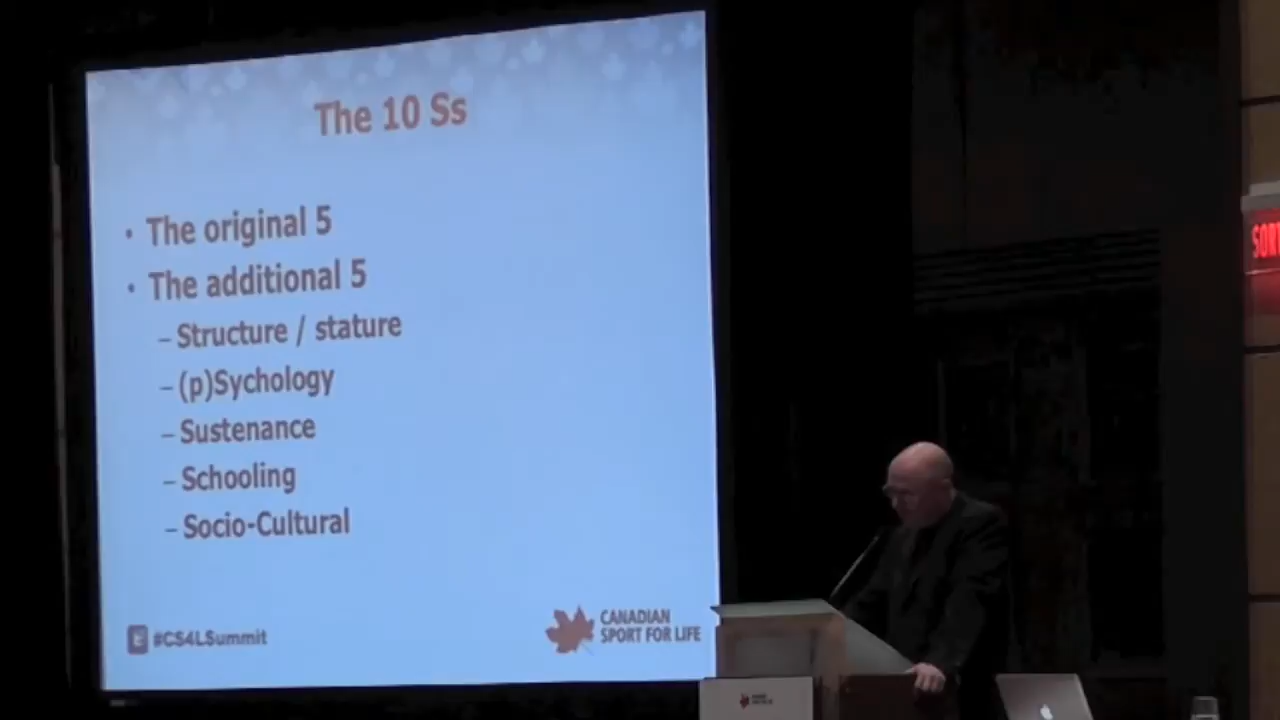 The 10 Ss
• The original 5
• The additional 5
– Structure / stature
– (p)Sychology
– Sustenance
– Schooling
– Socio-Cultural
#CS4LSummit
CANADIAN
SPORT FOR LIFE